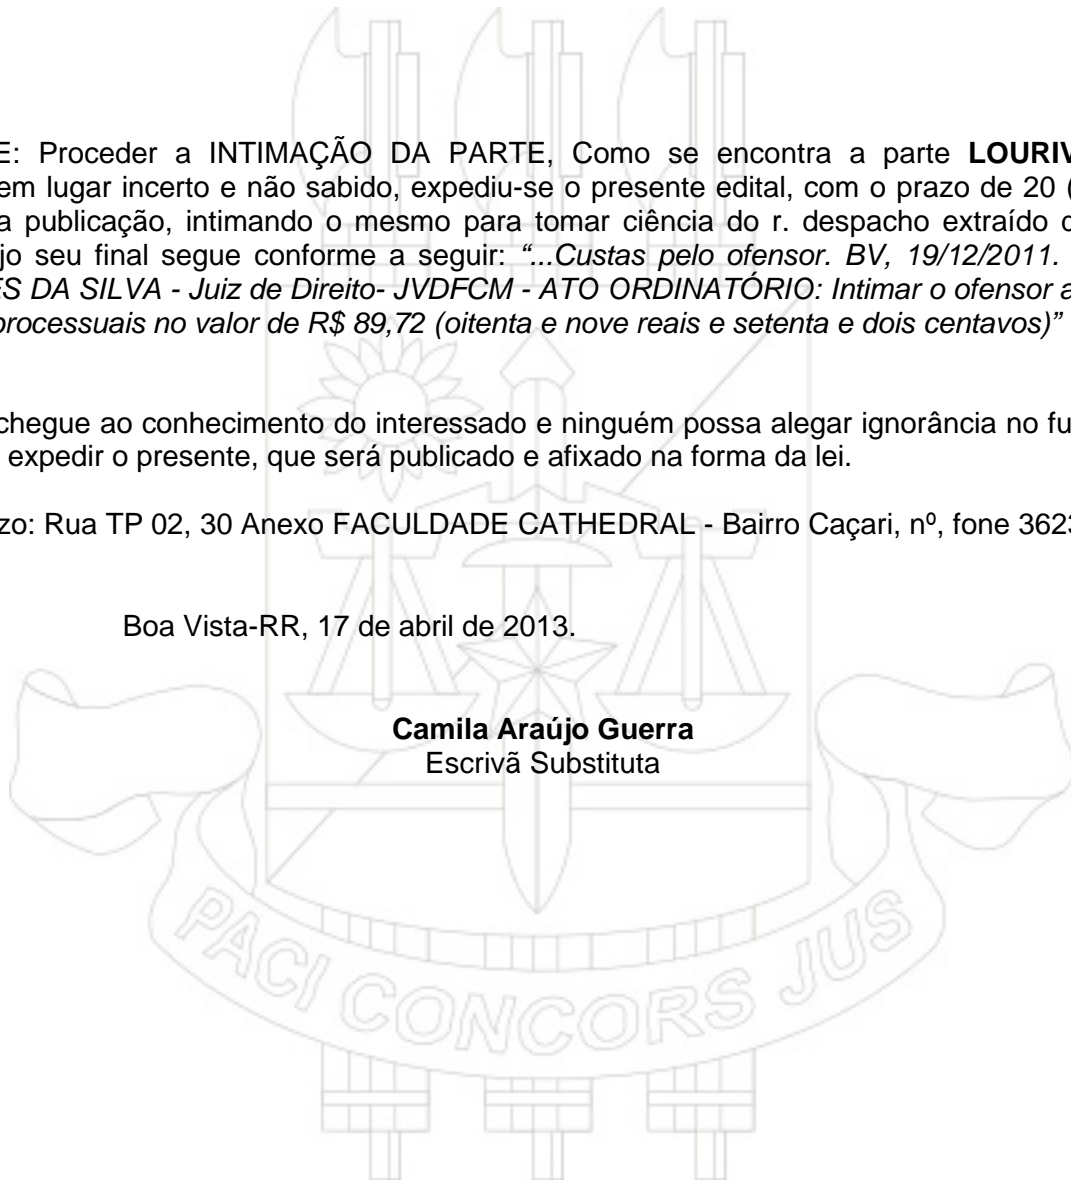 E: Proceder a INTIMAÇÃO DA PARTE, Como se encontra a parte LOURIV
em lugar incerto e não sabido, expediu-se o presente edital, com o prazo de 20 (
a publicação, intimando o mesmo para tomar ciência do r. despacho extraído
jo seu final segue conforme a seguir: “...Custas pelo ofensor. BV, 19/12/2011.
ES DA SILVA - Juiz de Direito- JVDFCM - ATO ORDINATÓRIO: Intimar o ofensor a
processuais no valor de R$ 89,72 (oitenta e nove reais e setenta e dois centavos)”
chegue ao conhecimento do interessado e ninguém possa alegar ignorância no fu
expedir o presente, que será publicado e afixado na forma da lei.
zo: Rua TP 02, 30 Anexo FACULDADE CATHEDRAL - Bairro Caçari, nº, fone 3623
Boa Vista-RR, 17 de abril de 2013.
Camila Araújo Guerra
Escrivã Substituta
PACI CONCORS JUS